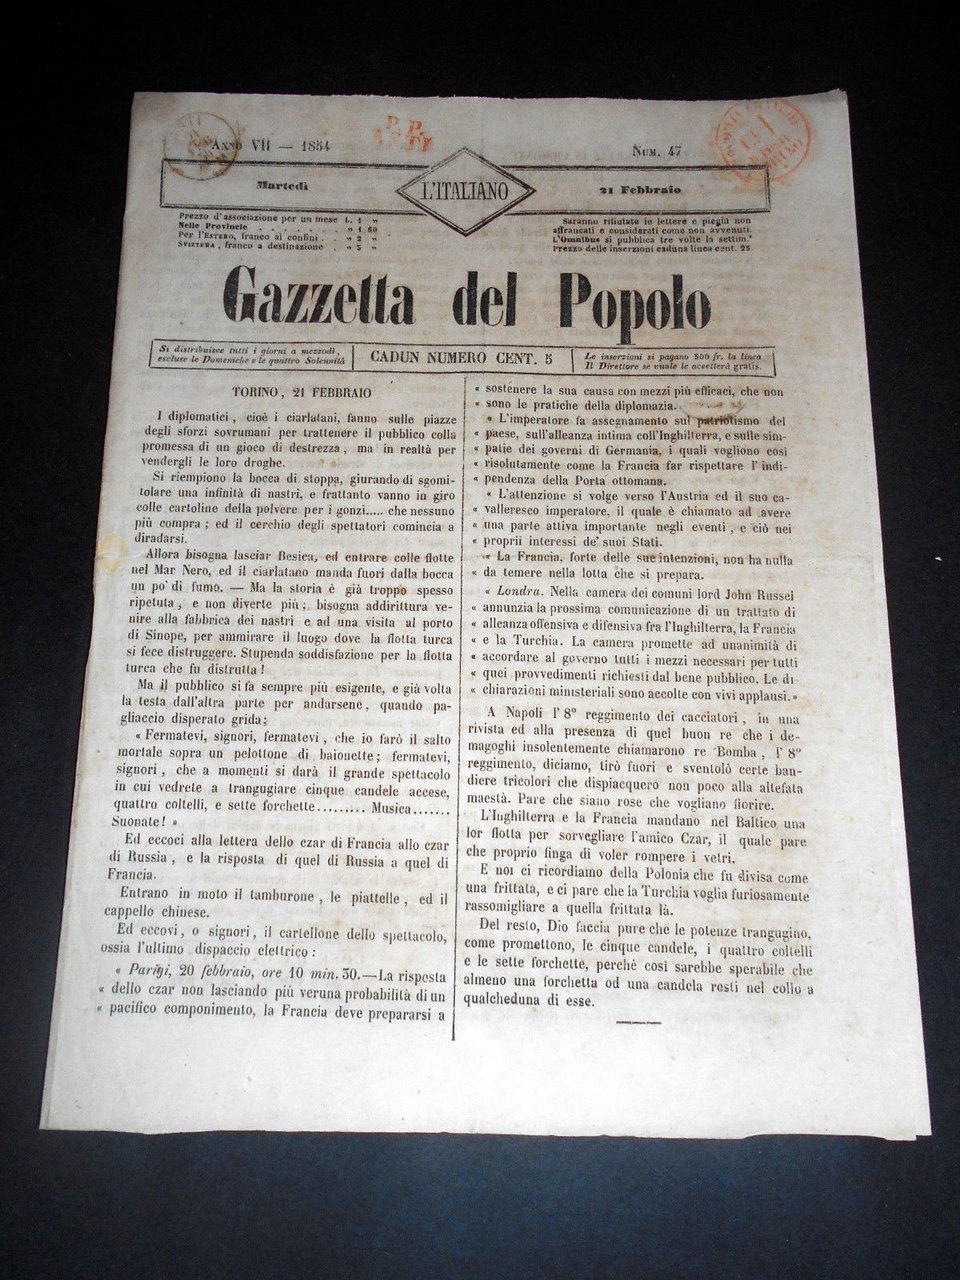 Anno VII — 1854
P. P.
Num. 47
Martedì
L'ITALIANO
21 Febbraio
Prezzo d'associazione per un mese L. 1 »
Nelle Provincie . . . . . . . » 1 60
Per l'Estero, franco ai confini . . » 2 »
Svizzera, franco a destinazione . » 5 »
Saranno rifiutate le lettere e pieghi non
affrancati e considerati come non avvenuti.
L'Omnibus si pubblica tre volte la settim.ª
Prezzo delle inserzioni caduna linea cent. 25
Gazzetta del Popolo
Si distribuisce tutti i giorni a mezzodì,
escluse le Domeniche e le quattro Solennità
CADUN NUMERO CENT. 5
Le inserzioni si pagano 500 fr. la linea
Il Direttore se vuole le accetterà gratis.
TORINO, 21 FEBBRAIO
I diplomatici, cioè i ciarlatani, fanno sulle piazze
degli sforzi sovrumani per trattenere il pubblico colla
promessa di un gioco di destrezza, ma in realtà per
vendergli le loro droghe.
Si riempiono la bocca di stoppa, giurando di sgomi-
tolare una infinità di nastri, e frattanto vanno in giro
colle cartoline della polvere per i gonzi..... che nessuno
più compra; ed il cerchio degli spettatori comincia a
diradarsi.
Allora bisogna lasciar Besica, ed entrare colle flotte
nel Mar Nero, ed il ciarlatano manda fuori dalla bocca
un po' di fumo. — Ma la storia è già troppo spesso
ripetuta, e non diverte più; bisogna addirittura ve-
nire alla fabbrica dei nastri e ad una visita al porto
di Sinope, per ammirare il luogo dove la flotta turca
si fece distruggere. Stupenda soddisfazione per la flotta
turca che fu distrutta!
Ma il pubblico si fa sempre più esigente, e già volta
la testa dall'altra parte per andarsene, quando pa-
gliaccio disperato grida;
« Fermatevi, signori, fermatevi, che io farò il salto
mortale sopra un pelottone di baionette; fermatevi,
signori, che a momenti si darà il grande spettacolo
in cui vedrete a trangugiare cinque candele accese,
quattro coltelli, e sette forchette......... Musica.......
Suonate! »
Ed eccoci alla lettera dello czar di Francia allo czar
di Russia, e la risposta di quel di Russia a quel di
Francia.
Entrano in moto il tamburone, le piattelle, ed il
cappello chinese.
Ed eccovi, o signori, il cartellone dello spettacolo,
ossia l'ultimo dispaccio elettrico:
« Parigi, 20 febbraio, ore 10 min. 50. — La risposta
« dello czar non lasciando più veruna probabilità di un
« pacifico componimento, la Francia deve prepararsi a
« sostenere la sua causa con mezzi più efficaci, che non
« sono le pratiche della diplomazia.
« L'imperatore fa assegnamento sul patriotismo del
« paese, sull'alleanza intima coll'Inghilterra, e sulle sim-
« patie dei governi di Germania, i quali vogliono così
« risolutamente come la Francia far rispettare l'indi-
« pendenza della Porta ottomana.
« L'attenzione si volge verso l'Austria ed il suo ca-
« valleresco imperatore, il quale è chiamato ad avere
« una parte attiva importante negli eventi, e ciò nei
« proprii interessi de' suoi Stati.
« La Francia, forte delle sue intenzioni, non ha nulla
« da temere nella lotta che si prepara.
« Londra. Nella camera dei comuni lord John Russel
« annunzia la prossima comunicazione di un trattato di
« alleanza offensiva e difensiva fra l'Inghilterra, la Francia
« e la Turchia. La camera promette ad unanimità di
« accordare al governo tutti i mezzi necessari per tutti
« quei provvedimenti richiesti dal bene pubblico. Le di
« chiarazioni ministeriali sono accolte con vivi applausi.»
A Napoli l'8º reggimento dei cacciatori, in una
rivista ed alla presenza di quel buon re che i de-
magoghi insolentemente chiamarono re Bomba, l'8º
reggimento, diciamo, tirò fuori e sventolò certe ban-
diere tricolori che dispiacquero non poco alla altefata
maestà. Pare che siano rose che vogliano fiorire.
L'Inghilterra e la Francia mandano nel Baltico una
lor flotta per sorvegliare l'amico Czar, il quale pare
che proprio finga di voler rompere i vetri.
E noi ci ricordiamo della Polonia che fu divisa come
una frittata, e ci pare che la Turchia voglia furiosamente
rassomigliare a quella frittata là.
Del resto, Dio faccia pure che le potenze trangugino,
come promettono, le cinque candele, i quattro coltelli
e le sette forchette, perchè così sarebbe sperabile che
almeno una forchetta od una candela resti nel collo a
qualcheduna di esse.